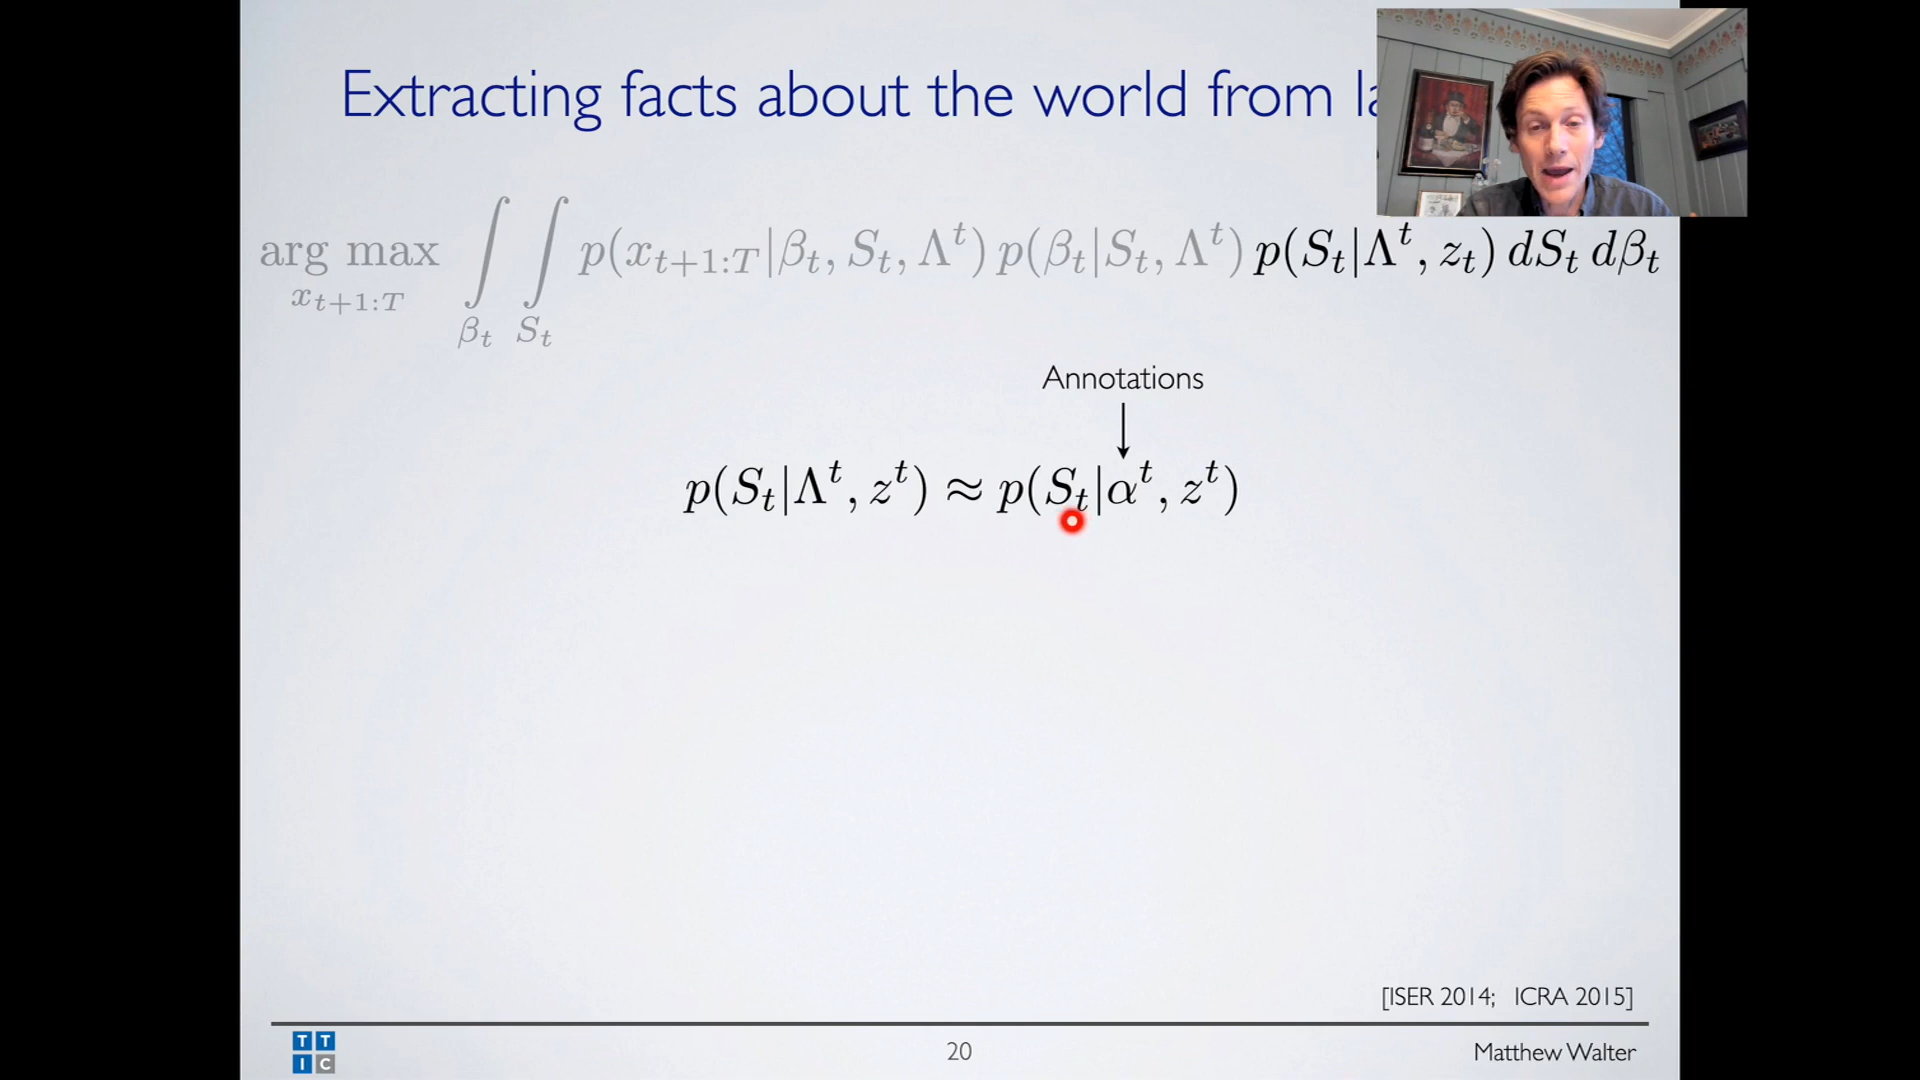 Extracting facts about the world from
arg max x_{t+1:T} ∫ β_t ∫ S_t p(x_{t+1:T}|β_t, S_t, Λ^t) p(β_t|S_t, Λ^t) p(S_t|Λ^t, z_t) dS_t dβ_t
Annotations
p(S_t|Λ^t, z^t) ≈ p(S_t|α^t, z^t)
[ISER 2014; ICRA 2015]
TTIC
20
Matthew Walter